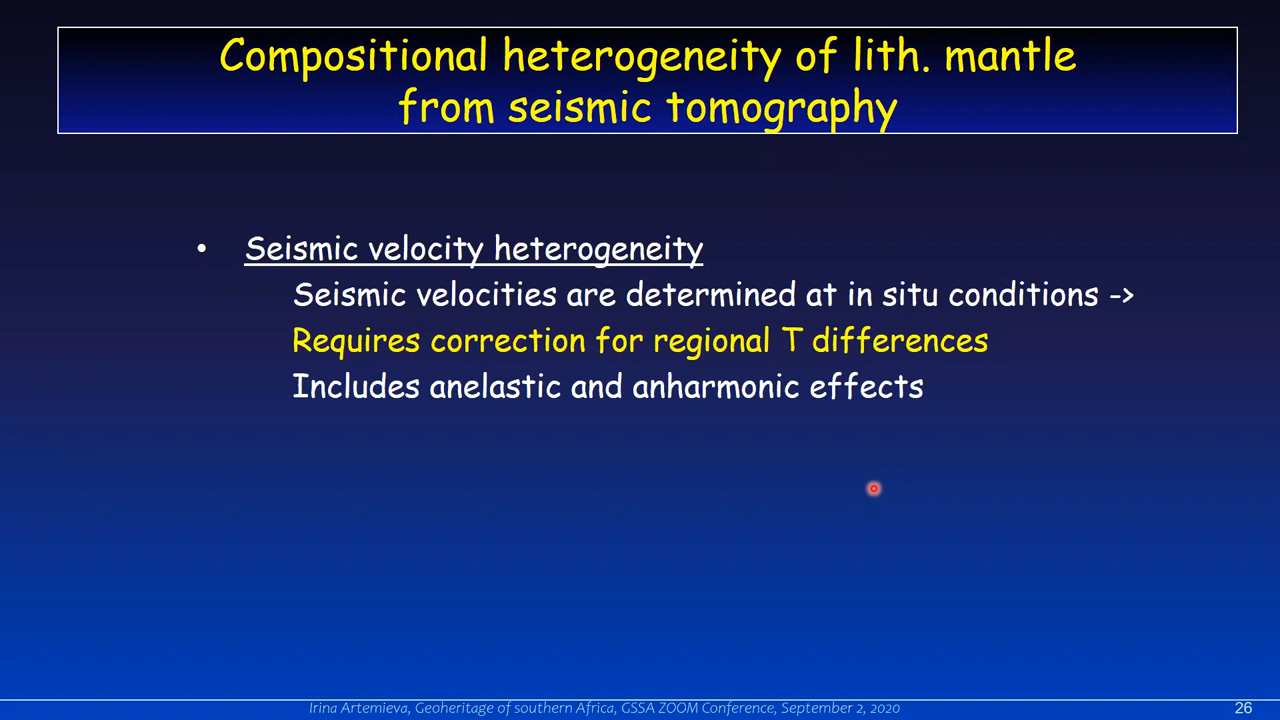 Compositional heterogeneity of lith. mantle
from seismic tomography
• Seismic velocity heterogeneity
Seismic velocities are determined at in situ conditions ->
Requires correction for regional T differences
Includes anelastic and anharmonic effects
Irina Artemieva, Geoheritage of southern Africa, GSSA ZOOM Conference, September 2, 2020
26